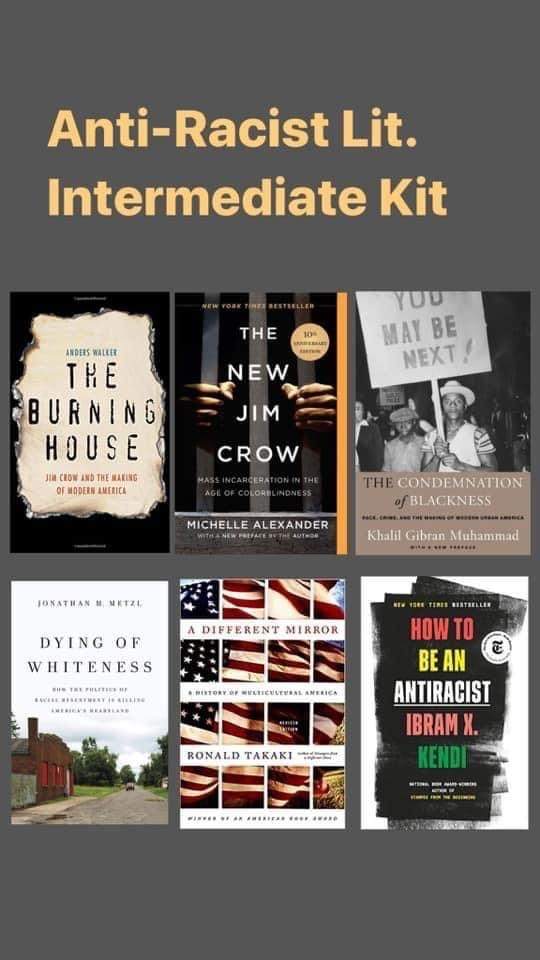 Anti-Racist Lit.
Intermediate Kit
ANDERS WALKER
THE
BURNING
HOUSE
JIM CROW AND THE MAKING
OF MODERN AMERICA
NEW YORK TIMES BESTSELLER
10th
ANNIVERSARY
EDITION
THE
NEW
JIM
CROW
MASS INCARCERATION IN THE
AGE OF COLORBLINDNESS
MICHELLE ALEXANDER
WITH A NEW PREFACE BY THE AUTHOR
YOU
MAY BE
NEXT!
THE CONDEMNATION
of BLACKNESS
RACE, CRIME, AND THE MAKING OF MODERN URBAN AMERICA
Khalil Gibran Muhammad
WITH A NEW PREFACE
JONATHAN M. METZL
DYING OF
WHITENESS
HOW THE POLITICS OF
RACIAL RESENTMENT IS KILLING
AMERICA'S HEARTLAND
A DIFFERENT MIRROR
A HISTORY OF MULTICULTURAL AMERICA
REVISED
EDITION
RONALD TAKAKI
WINNER OF AN AMERICAN BOOK AWARD
NEW YORK TIMES BESTSELLER
HOW TO
BE AN
ANTIRACIST
IBRAM X.
KENDI
NATIONAL BOOK AWARD–WINNING
AUTHOR OF
STAMPED FROM THE BEGINNING